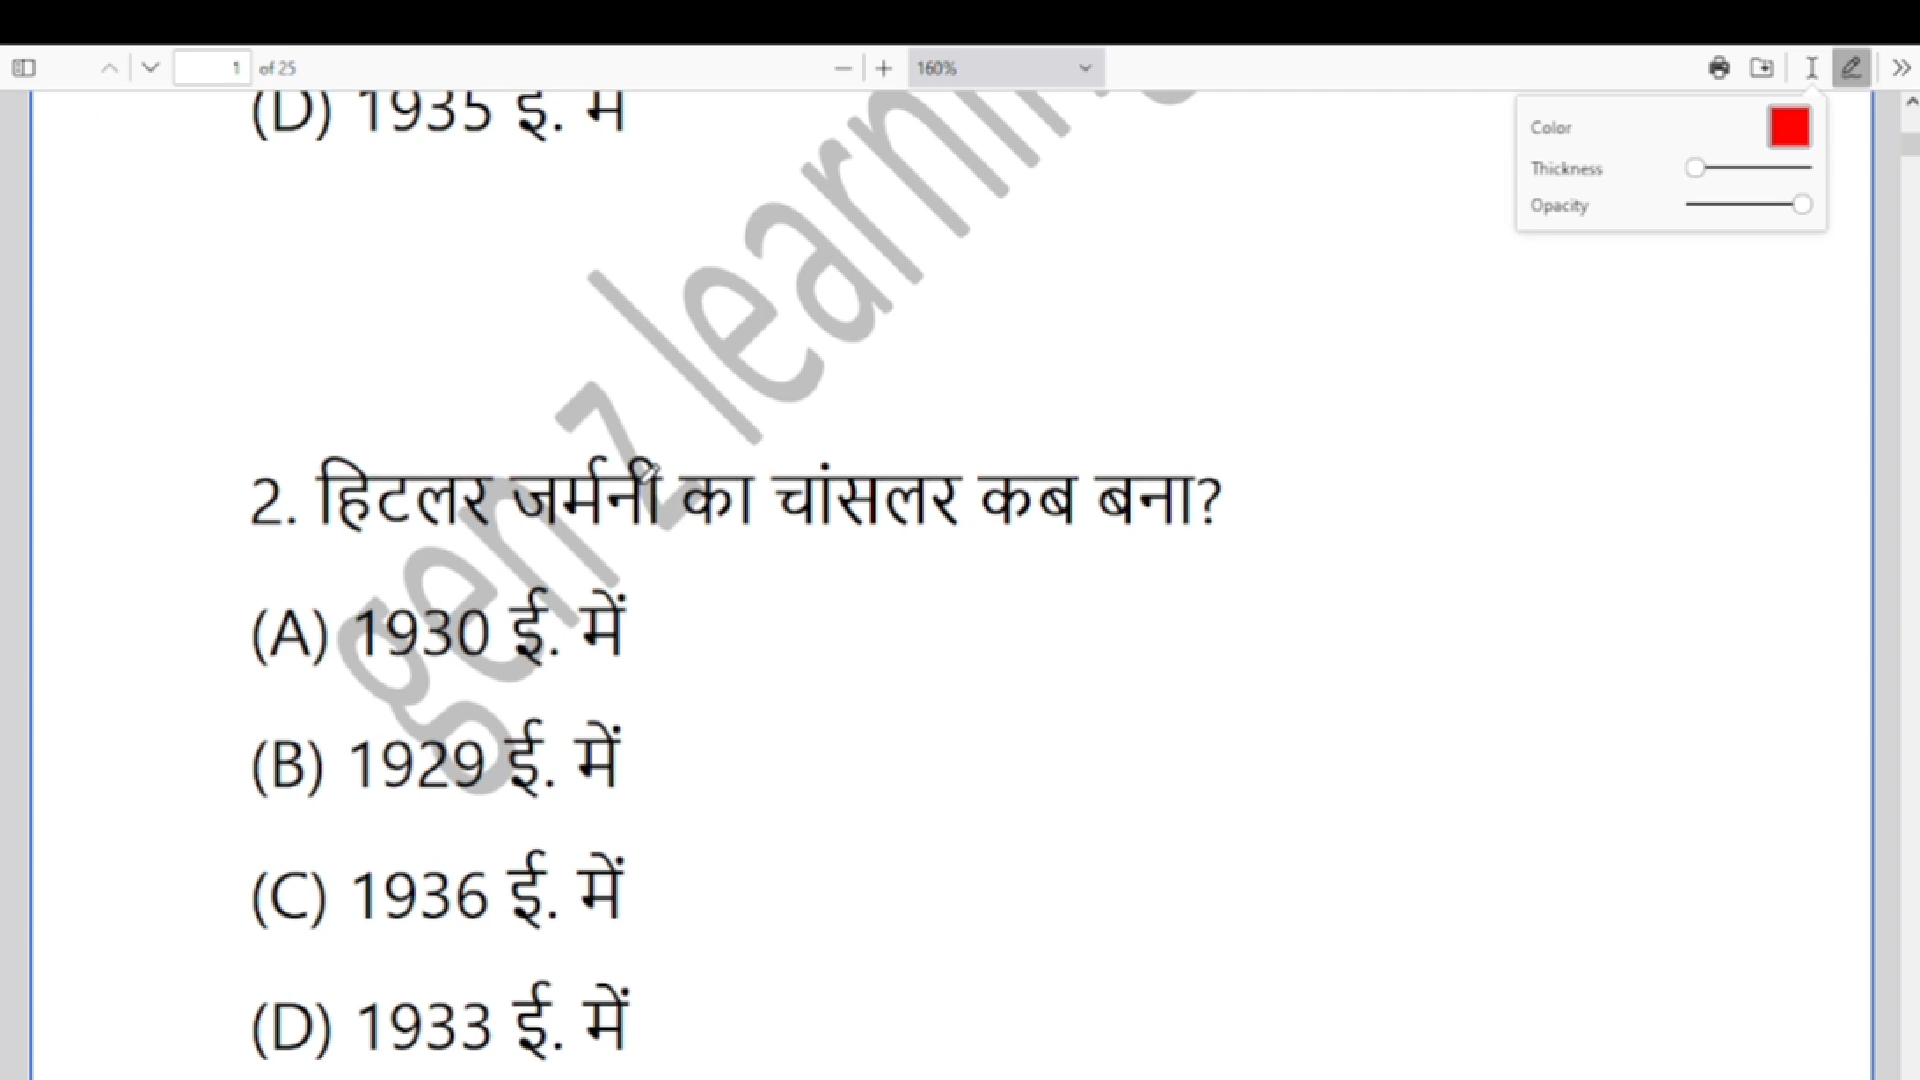 1 of 25
160%
(D) 1935 ई. में
Color
Thickness
Opacity
gen z learning
2. हिटलर जर्मनी का चांसलर कब बना?
(A) 1930 ई. में
(B) 1929 ई. में
(C) 1936 ई. में
(D) 1933 ई. में